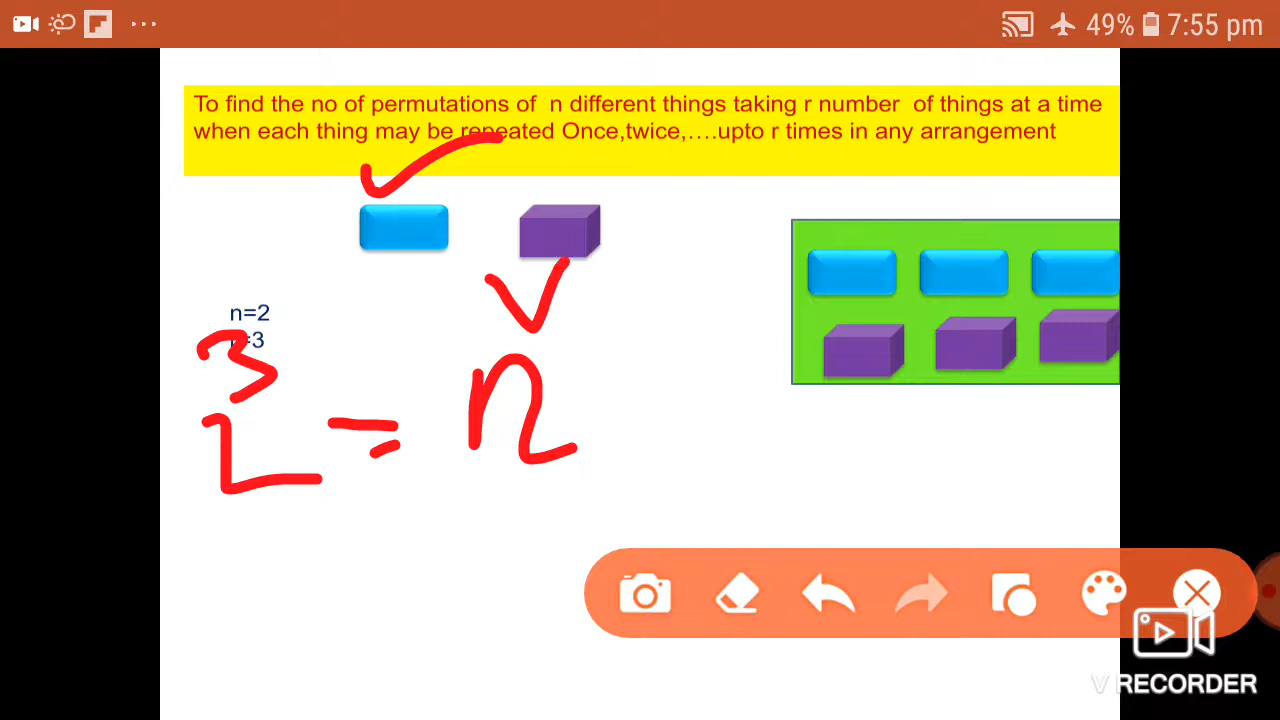 49% 7:55 pm
To find the no of permutations of n different things taking r number of things at a time
when each thing may be repeated Once,twice,....upto r times in any arrangement
n=2
=3
3
L = n
V RECORDER